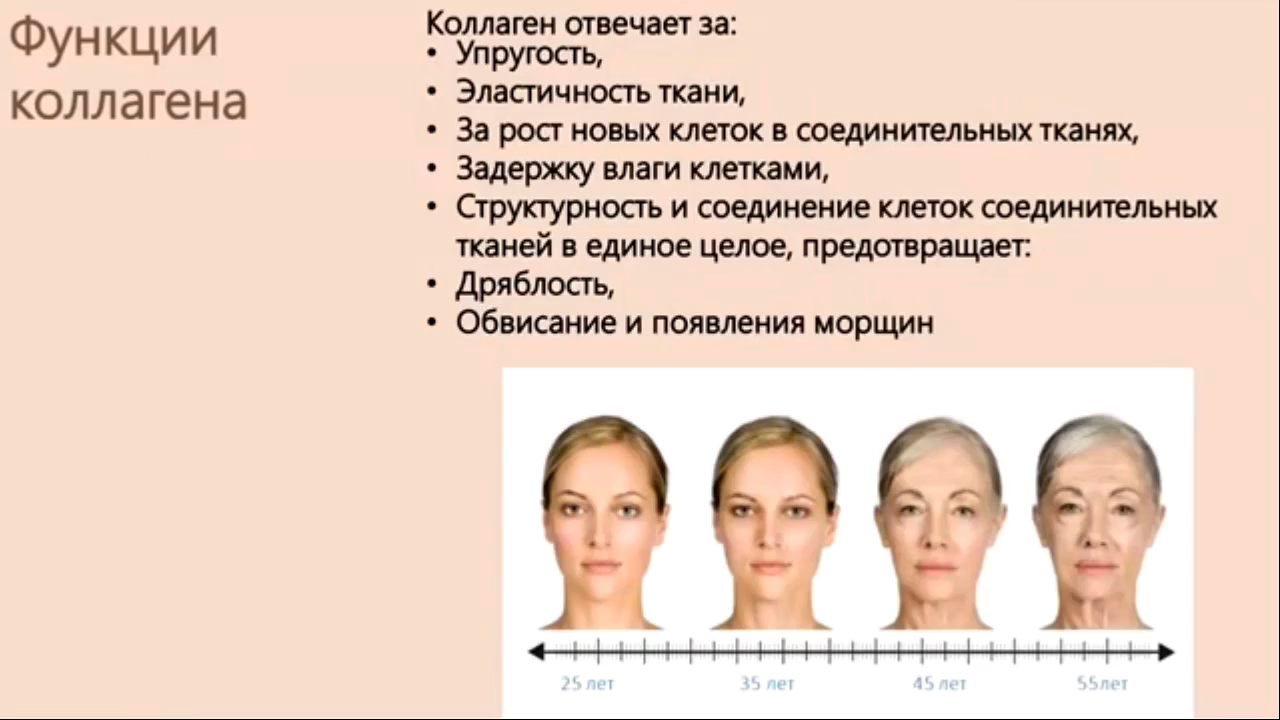 Функции
коллагена
Коллаген отвечает за:
• Упругость,
• Эластичность ткани,
• За рост новых клеток в соединительных тканях,
• Задержку влаги клетками,
• Структурность и соединение клеток соединительных
тканей в единое целое, предотвращает:
• Дряблость,
• Обвисание и появления морщин
25 лет 35 лет 45 лет 55лет